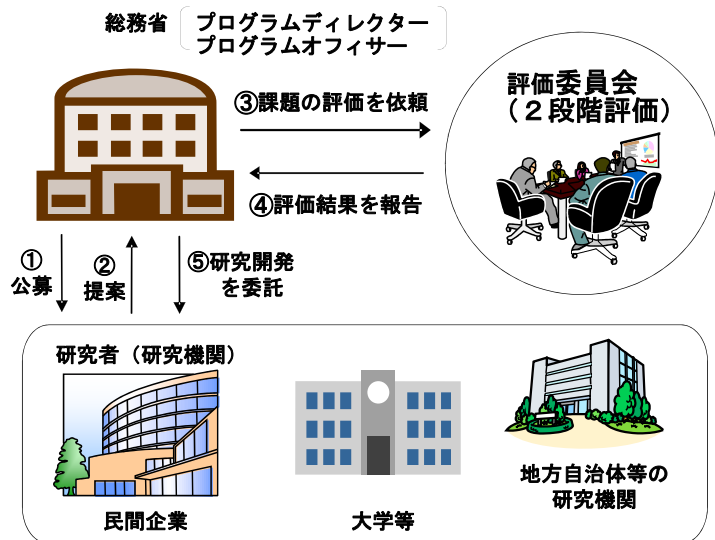 総務省
プログラムディレクター
プログラムオフィサー
③課題の評価を依頼
評価委員会
（２段階評価）
④評価結果を報告
①
公募
②
提案
⑤研究開発
を委託
研究者（研究機関）
民間企業
大学等
地方自治体等の
研究機関